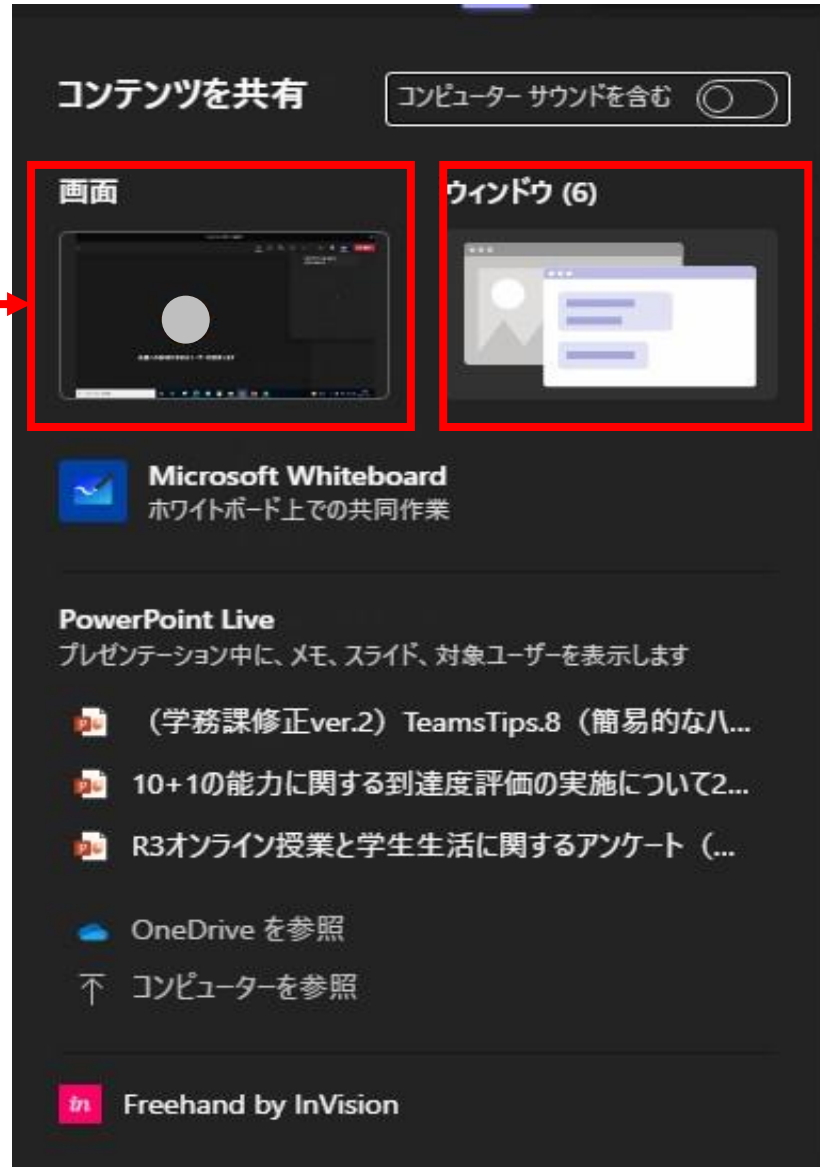 コンテンツを共有
コンピューター サウンドを含む
画面
ウィンドウ (6)
Microsoft Whiteboard
ホワイトボード上での共同作業
PowerPoint Live
プレゼンテーション中に、メモ、スライド、対象ユーザーを表示します
（学務課修正ver.2）TeamsTips.8（簡易的なハ...
10+1の能力に関する到達度評価の実施について2...
R3オンライン授業と学生生活に関するアンケート（...
OneDrive を参照
コンピューターを参照
in Freehand by InVision